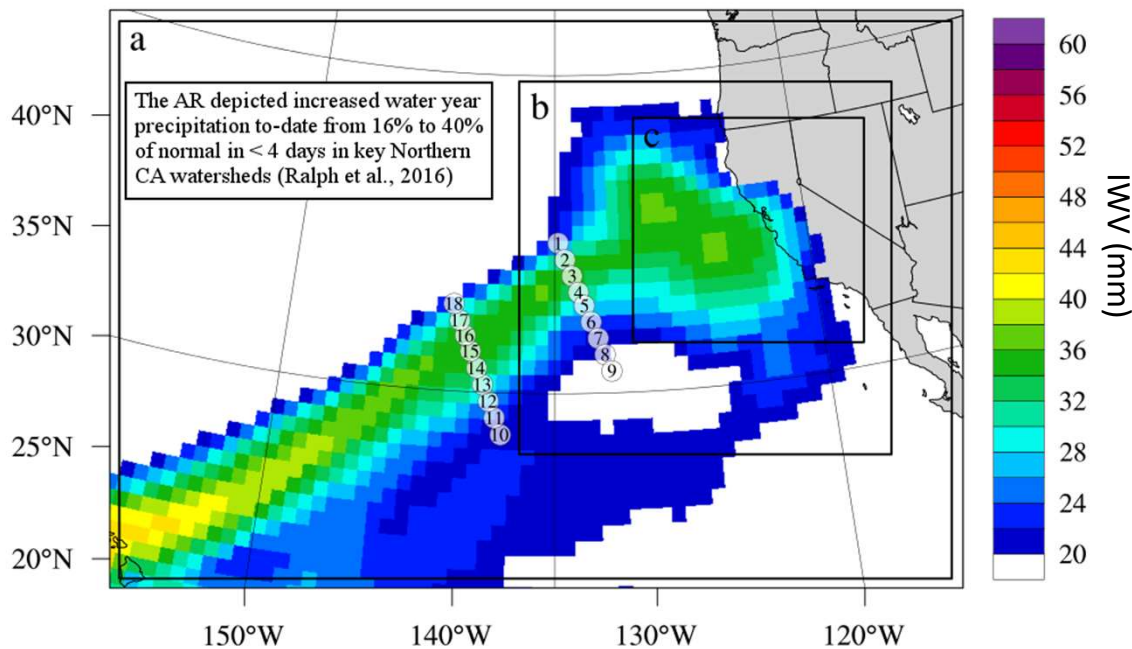 a
The AR depicted increased water year
precipitation to-date from 16% to 40%
of normal in < 4 days in key Northern
CA watersheds (Ralph et al., 2016)
b
c
40°N
35°N
30°N
25°N
20°N
150°W
140°W
130°W
120°W
1
2
3
4
5
6
7
8
9
18
17
16
15
14
13
12
11
10
60
56
52
48
44
40
36
32
28
24
20
IWV (mm)